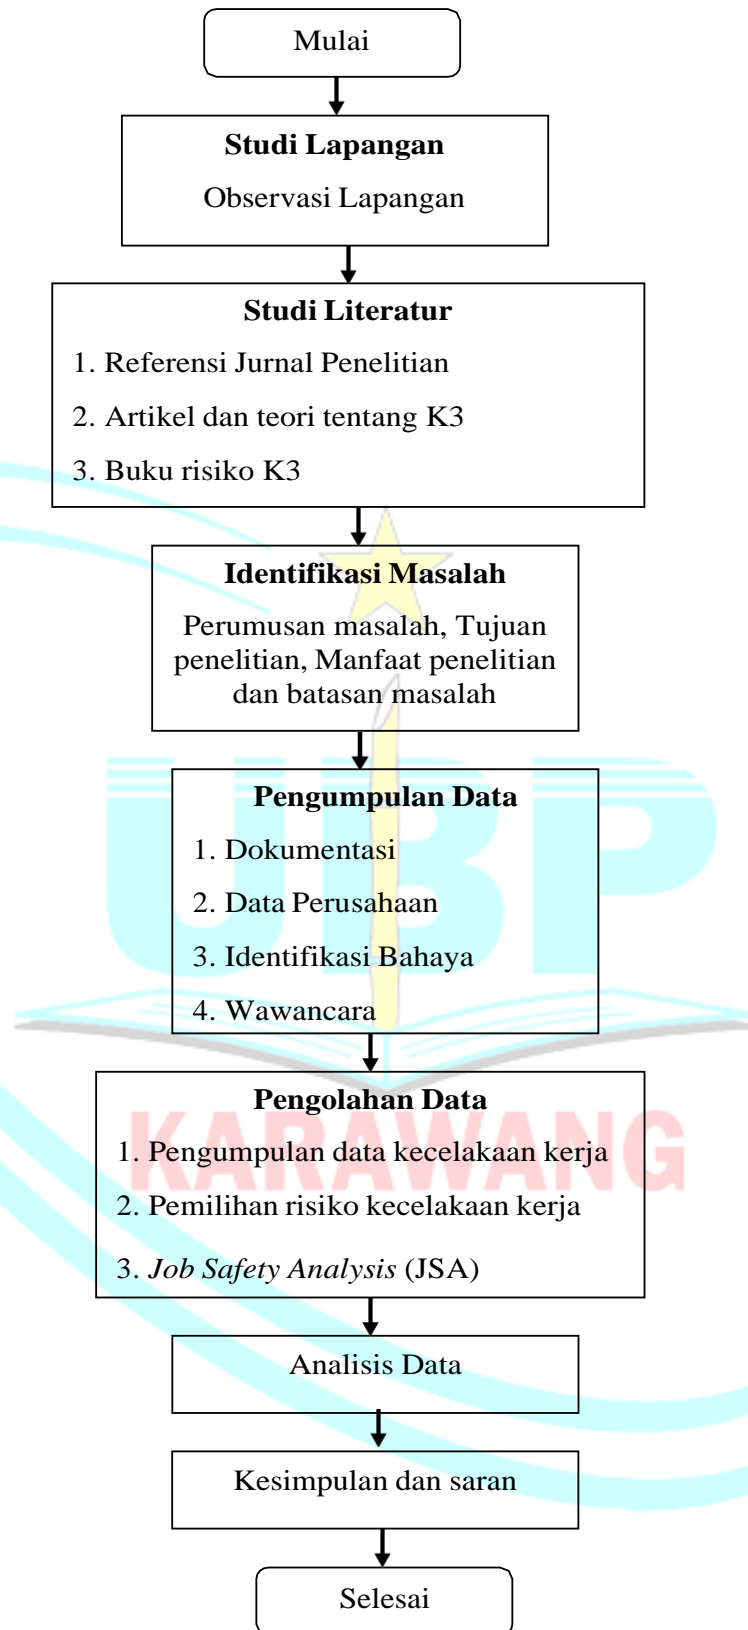 Mulai
Studi Lapangan
Observasi Lapangan
Studi Literatur
1. Referensi Jurnal Penelitian
2. Artikel dan teori tentang K3
3. Buku risiko K3
Identifikasi Masalah
Perumusan masalah, Tujuan
penelitian, Manfaat penelitian
dan batasan masalah
Pengumpulan Data
1. Dokumentasi
2. Data Perusahaan
3. Identifikasi Bahaya
4. Wawancara
UBP
Pengolahan Data
KARAWANG
1. Pengumpulan data kecelakaan kerja
2. Pemilihan risiko kecelakaan kerja
3. Job Safety Analysis (JSA)
Analisis Data
Kesimpulan dan saran
Selesai